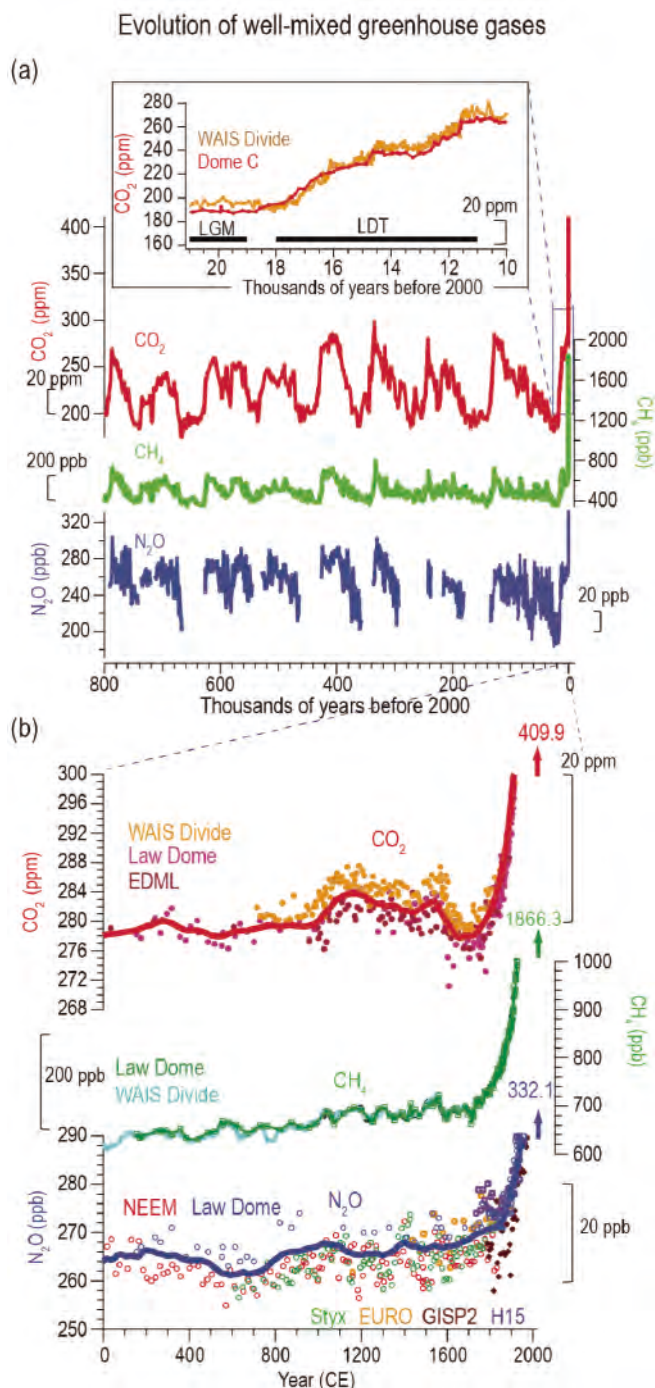 Evolution of well-mixed greenhouse gases
(a)
CO₂ (ppm)
280
260
240
220
200
180
160
WAIS Divide
Dome C
20 ppm
LGM
LDT
20
18
16
14
12
10
Thousands of years before 2000
CO₂ (ppm)
400
350
300
250
200
20 ppm
CO₂
2000
1600
1200
800
400
CH₄ (ppb)
200 ppb
CH₄
N₂O (ppb)
320
280
240
200
N₂O
20 ppb
800
600
400
200
0
Thousands of years before 2000
(b)
409.9
20 ppm
CO₂ (ppm)
300
296
292
288
284
280
276
272
268
WAIS Divide
Law Dome
EDML
CO₂
1866.3
1000
900
800
700
600
CH₄ (ppb)
200 ppb
Law Dome
WAIS Divide
CH₄
332.1
N₂O (ppb)
290
280
270
260
250
NEEM
Law Dome
N₂O
20 ppb
Styx
EURO
GISP2
H15
0
400
800
1200
1600
2000
Year (CE)